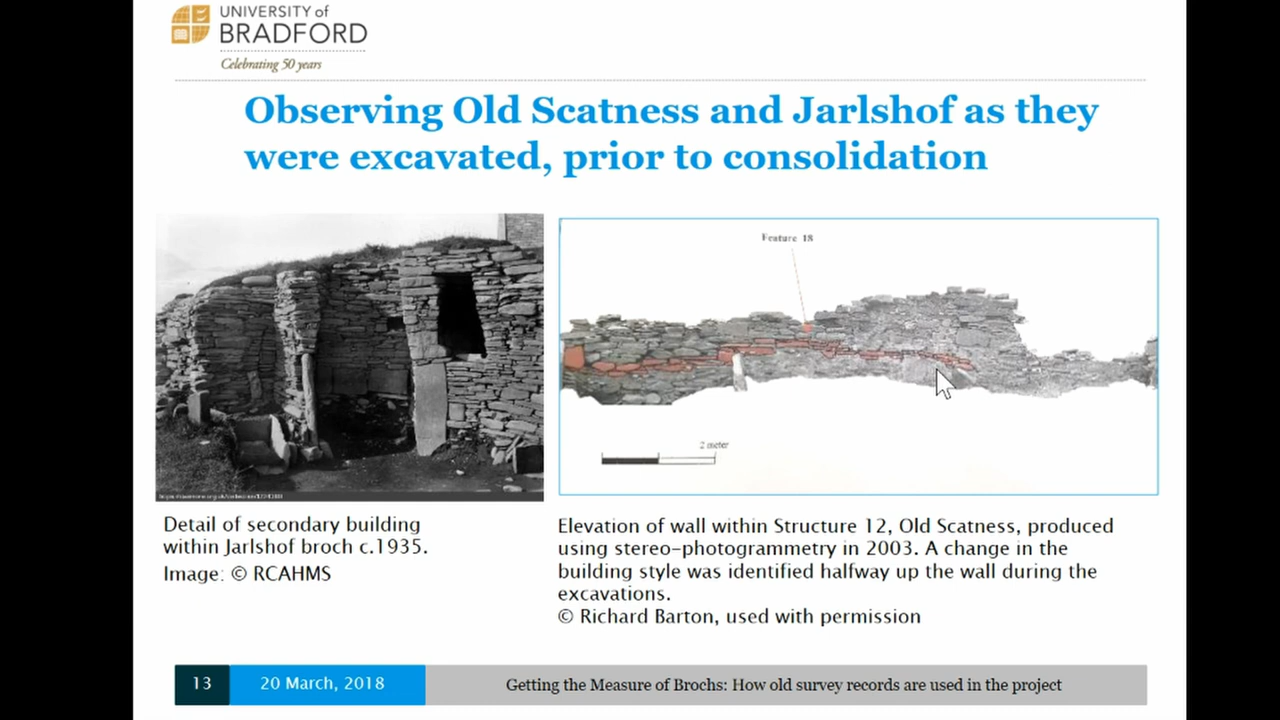 UNIVERSITY of
BRADFORD
Celebrating 50 years
Observing Old Scatness and Jarlshof as they
were excavated, prior to consolidation
Feature 18
2 meter
Detail of secondary building
within Jarlshof broch c.1935.
Image: © RCAHMS
Elevation of wall within Structure 12, Old Scatness, produced
using stereo-photogrammetry in 2003. A change in the
building style was identified halfway up the wall during the
excavations.
© Richard Barton, used with permission
13
20 March, 2018
Getting the Measure of Brochs: How old survey records are used in the project